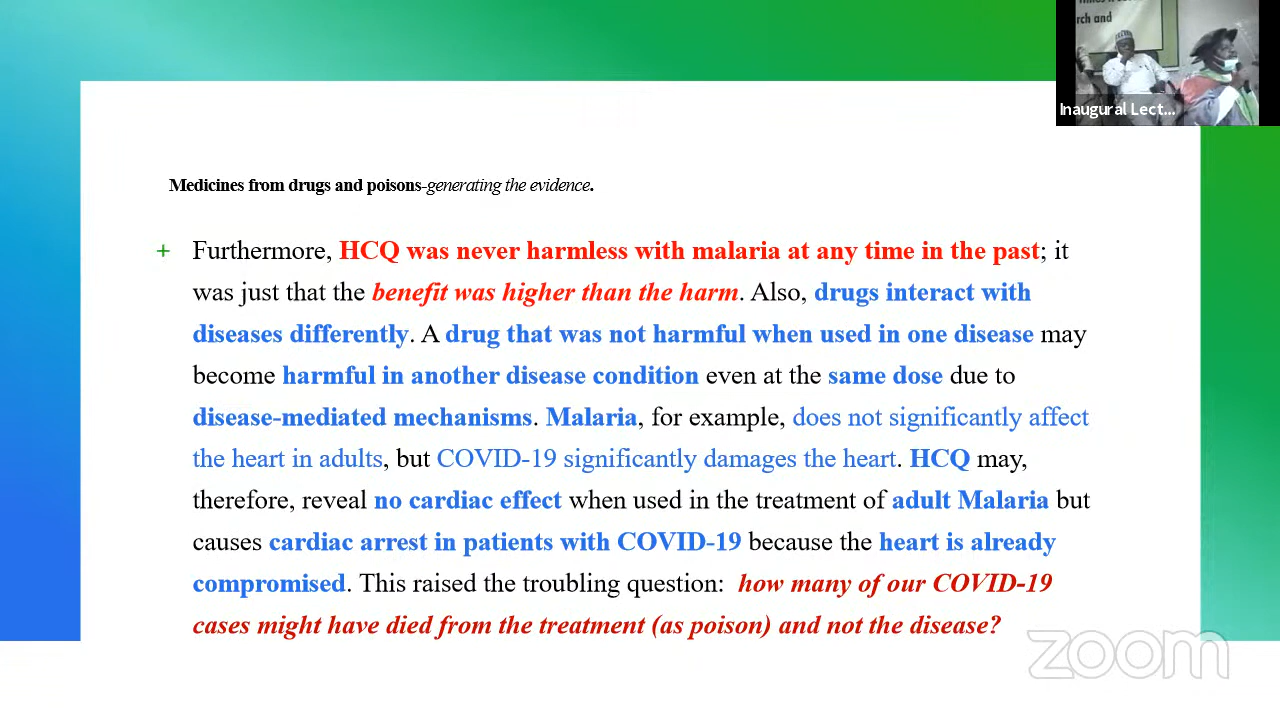 rch and
Inaugural Lect...
Medicines from drugs and poisons-generating the evidence.
+ Furthermore, HCQ was never harmless with malaria at any time in the past; it
was just that the benefit was higher than the harm. Also, drugs interact with
diseases differently. A drug that was not harmful when used in one disease may
become harmful in another disease condition even at the same dose due to
disease-mediated mechanisms. Malaria, for example, does not significantly affect
the heart in adults, but COVID-19 significantly damages the heart. HCQ may,
therefore, reveal no cardiac effect when used in the treatment of adult Malaria but
causes cardiac arrest in patients with COVID-19 because the heart is already
compromised. This raised the troubling question: how many of our COVID-19
cases might have died from the treatment (as poison) and not the disease?
zoom